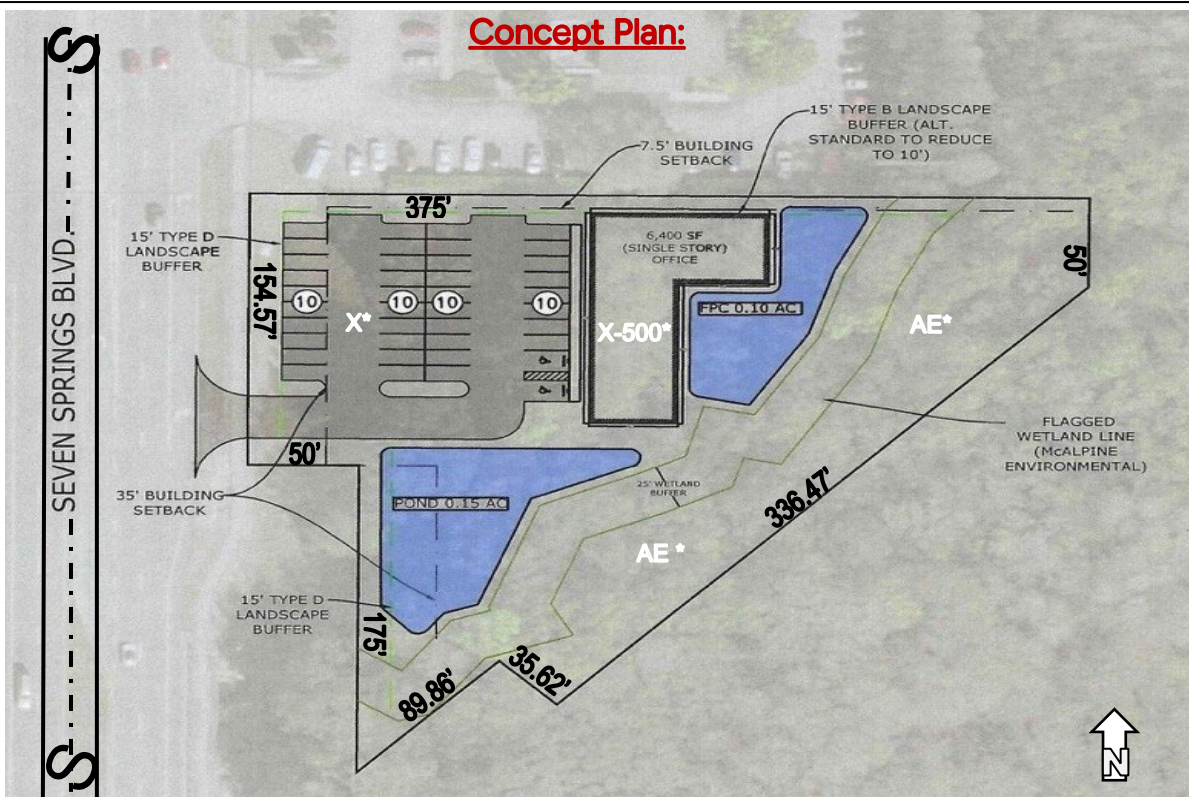 Concept Plan:
S
15' TYPE B LANDSCAPE
BUFFER (ALT.
STANDARD TO REDUCE
TO 10')
7.5' BUILDING
SETBACK
375'
15' TYPE D
LANDSCAPE
BUFFER
6,400 SF
(SINGLE STORY)
OFFICE
50'
154.57'
SEVEN SPRINGS BLVD.
10
10
10
10
X*
X-500*
FPC 0.10 AC
AE*
FLAGGED
WETLAND LINE
(McALPINE
ENVIRONMENTAL)
50'
35' BUILDING
SETBACK
POND 0.15 AC
25' WETLAND
BUFFER
336.47'
AE *
15' TYPE D
LANDSCAPE
BUFFER
175'
35.62'
89.86'
S
N